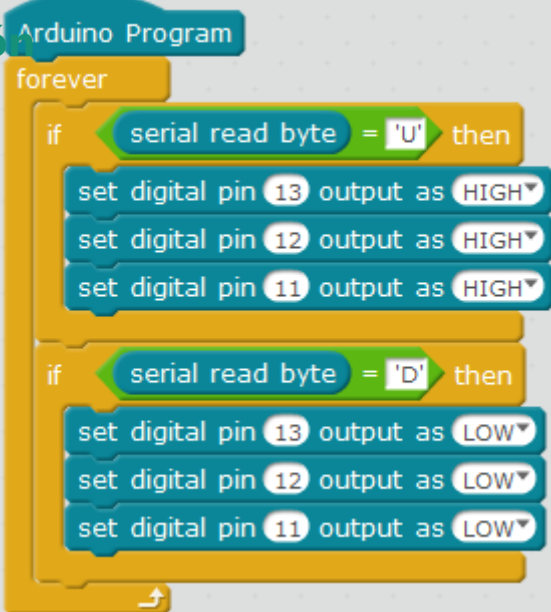 Arduino Program
forever
if serial read byte = 'U' then
set digital pin 13 output as HIGH
set digital pin 12 output as HIGH
set digital pin 11 output as HIGH
if serial read byte = 'D' then
set digital pin 13 output as LOW
set digital pin 12 output as LOW
set digital pin 11 output as LOW